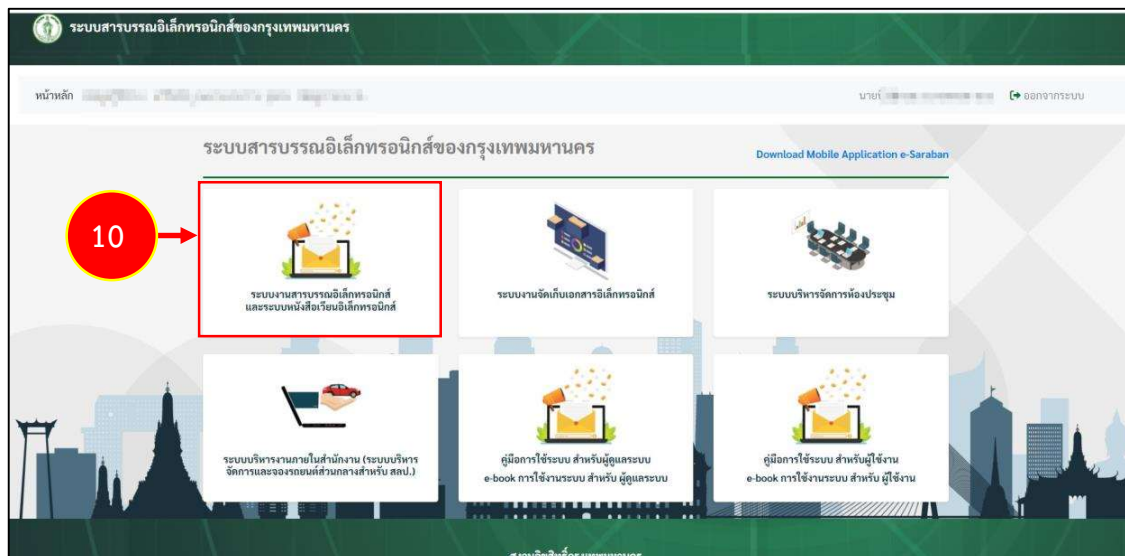 ระบบสารบรรณอิเล็กทรอนิกส์ของกรุงเทพมหานคร
หน้าหลัก
ออกจากระบบ
ระบบสารบรรณอิเล็กทรอนิกส์ของกรุงเทพมหานคร
Download Mobile Application e-Saraban
10
ระบบงานสารบรรณอิเล็กทรอนิกส์
และระบบหนังสือเวียนอิเล็กทรอนิกส์
ระบบงานจัดเก็บเอกสารอิเล็กทรอนิกส์
ระบบบริหารจัดการห้องประชุม
ระบบบริหารงานภายในสำนักงาน (ระบบบริหาร
จัดการและจองรถยนต์ส่วนกลางสำหรับ สลป.)
คู่มือการใช้ระบบ สำหรับผู้ดูแลระบบ
e-book การใช้งานระบบ สำหรับ ผู้ดูแลระบบ
คู่มือการใช้ระบบ สำหรับผู้ใช้งาน
e-book การใช้งานระบบ สำหรับ ผู้ใช้งาน